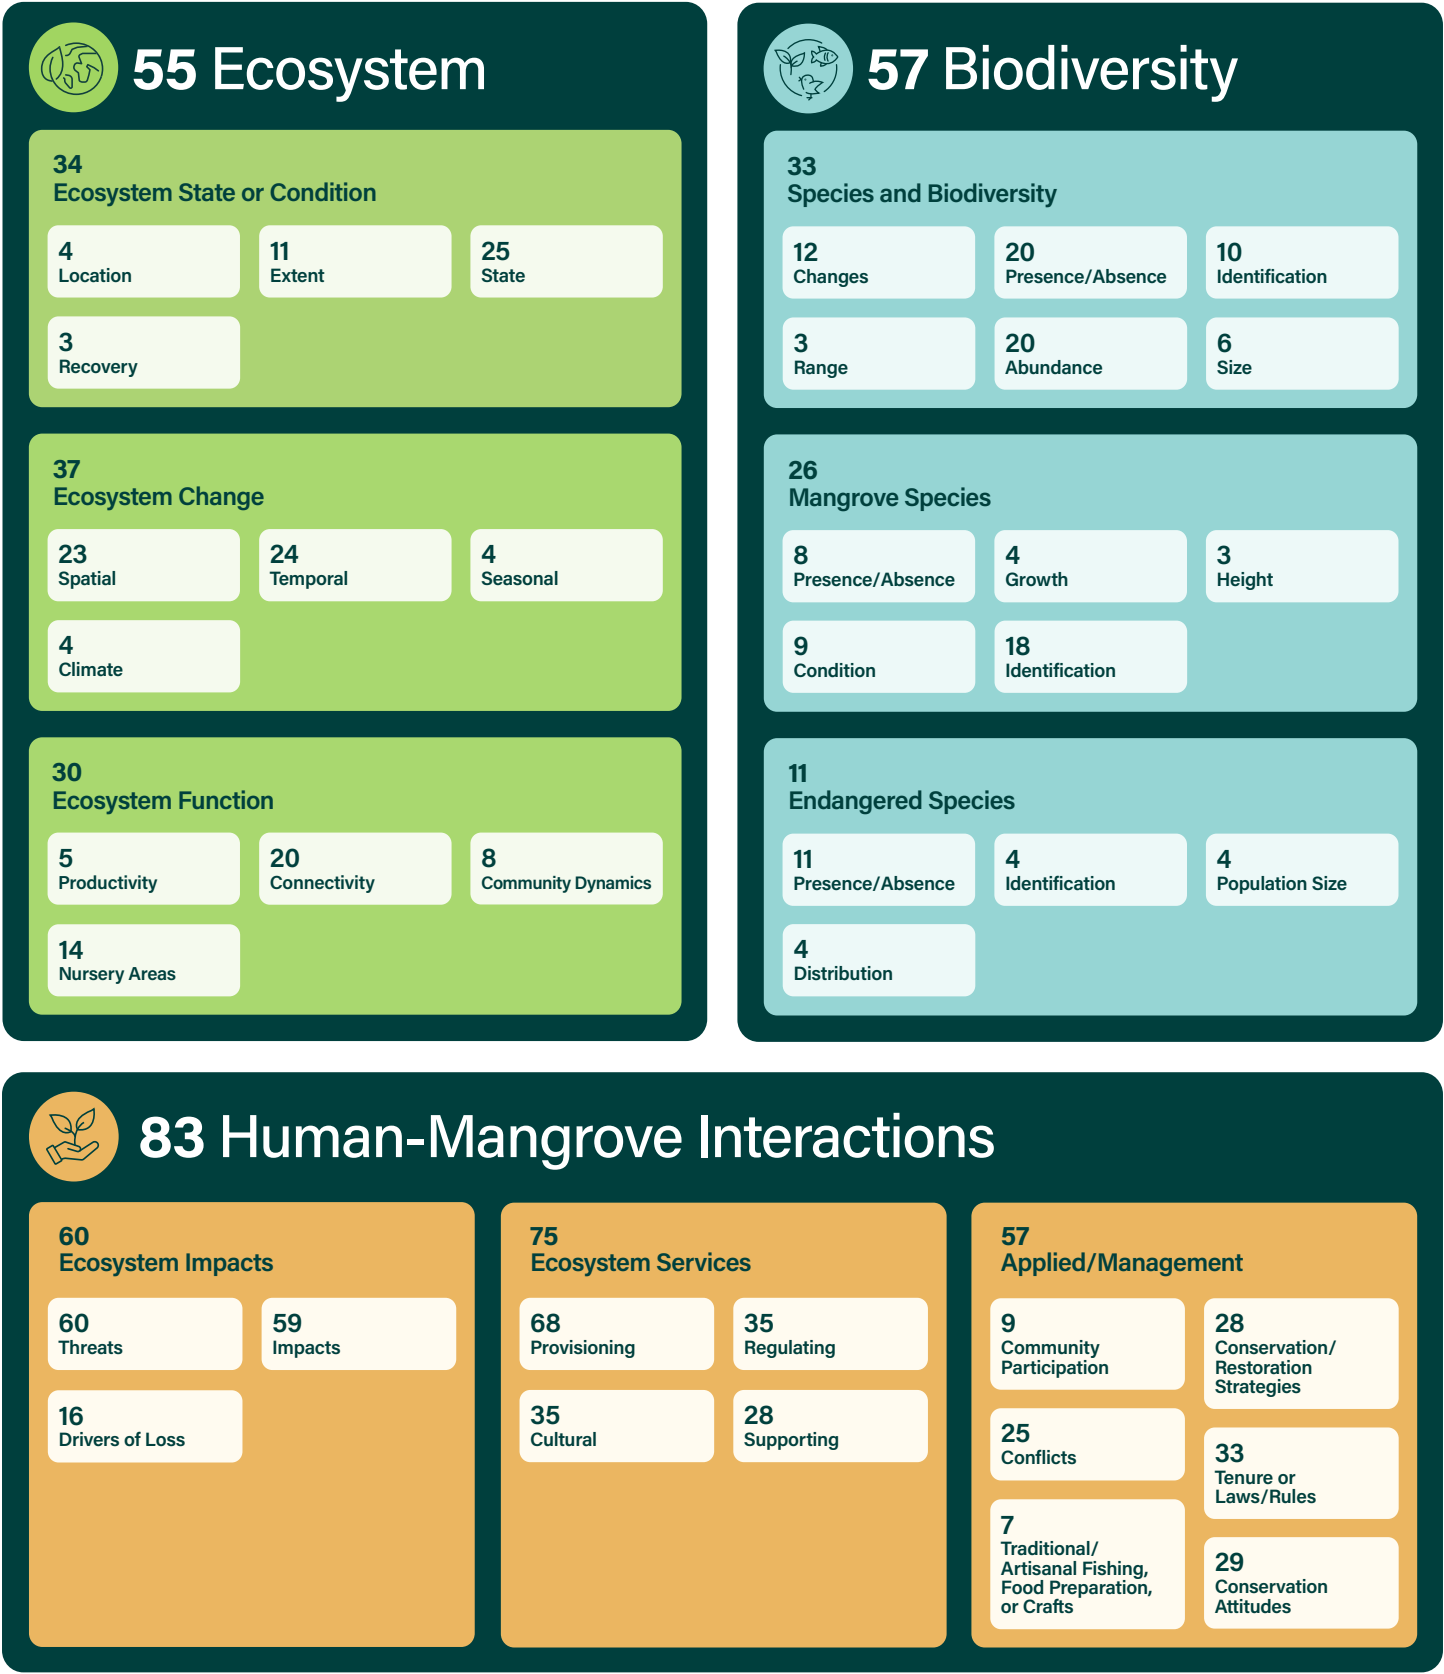 55 Ecosystem
34
Ecosystem State or Condition
4
Location
11
Extent
25
State
3
Recovery
37
Ecosystem Change
23
Spatial
24
Temporal
4
Seasonal
4
Climate
30
Ecosystem Function
5
Productivity
20
Connectivity
8
Community Dynamics
14
Nursery Areas
57 Biodiversity
33
Species and Biodiversity
12
Changes
20
Presence/Absence
10
Identification
3
Range
20
Abundance
6
Size
26
Mangrove Species
8
Presence/Absence
4
Growth
3
Height
9
Condition
18
Identification
11
Endangered Species
11
Presence/Absence
4
Identification
4
Population Size
4
Distribution
83 Human-Mangrove Interactions
60
Ecosystem Impacts
60
Threats
59
Impacts
16
Drivers of Loss
75
Ecosystem Services
68
Provisioning
35
Regulating
35
Cultural
28
Supporting
57
Applied/Management
9
Community
Participation
28
Conservation/
Restoration
Strategies
25
Conflicts
33
Tenure or
Laws/Rules
7
Traditional/
Artisanal Fishing,
Food Preparation,
or Crafts
29
Conservation
Attitudes